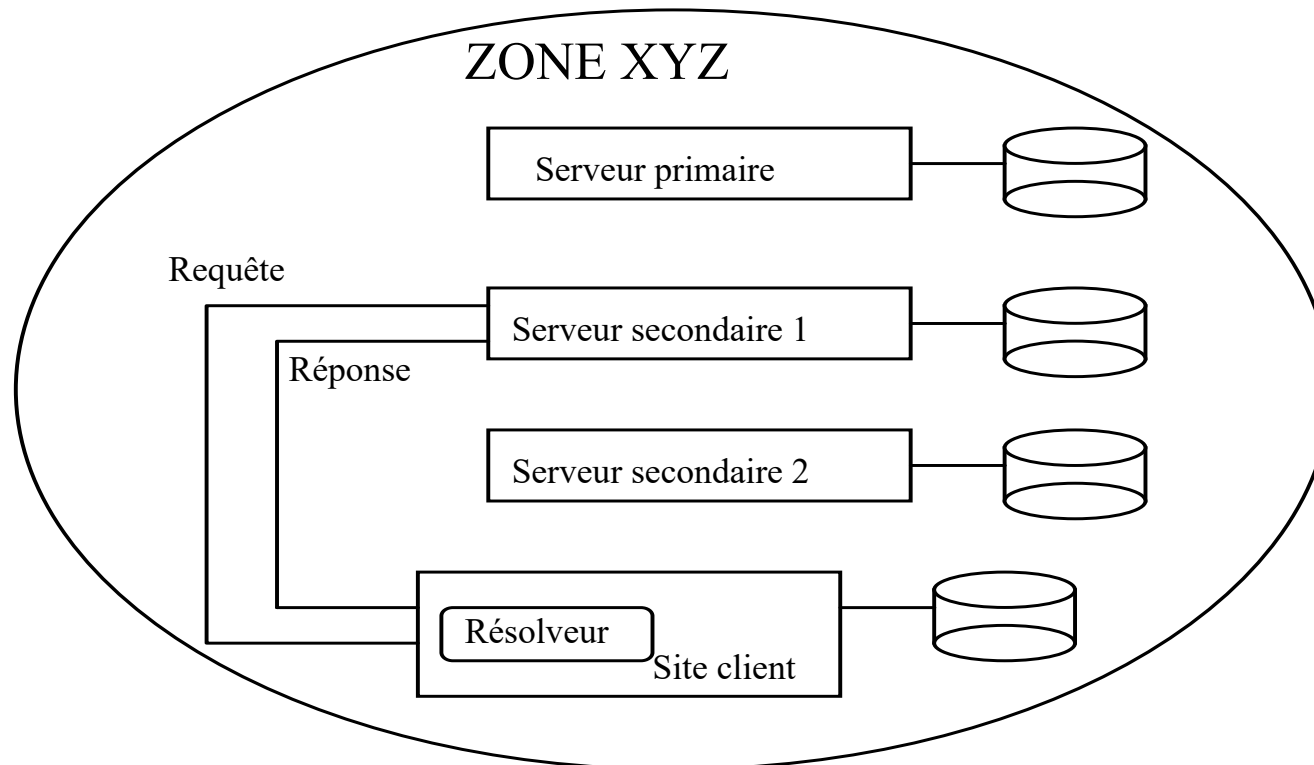 ZONE XYZ
Serveur primaire
Requête
Serveur secondaire 1
Réponse
Serveur secondaire 2
Résolveur
Site client